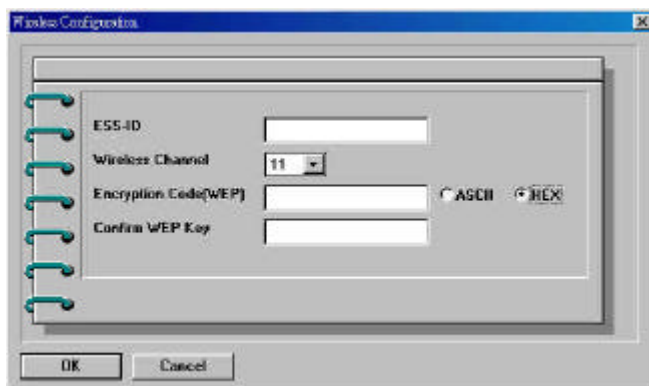 Wireless Configuration
ESS-ID
Wireless Channel 11
Encryption Code(WEP) ASCII HEX
Confirm WEP Key
OK Cancel